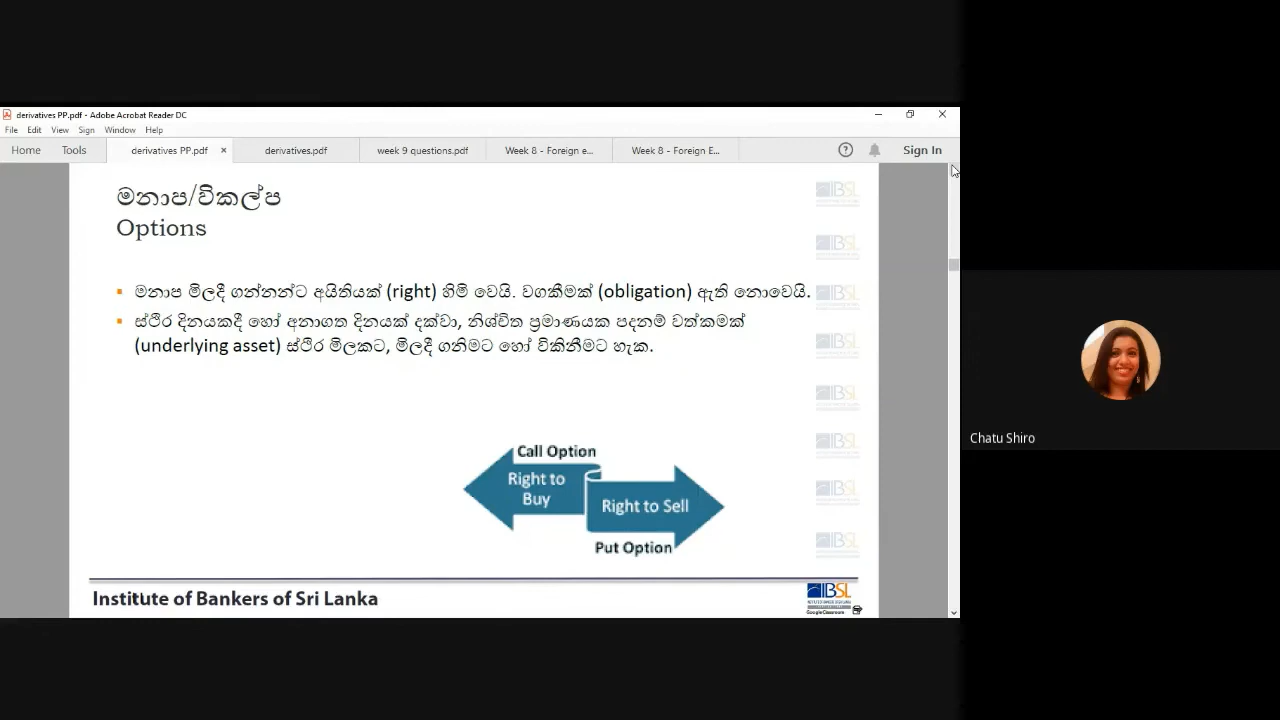 derivatives PP.pdf - Adobe Acrobat Reader DC
File Edit View Sign Window Help
Home Tools derivatives PP.pdf × derivatives.pdf week 9 questions.pdf Week 8 - Foreign e... Week 8 - Foreign E... Sign In
මනාප/විකල්ප
Options
මනාප මිලදී ගන්නන්ට අයිතියක් (right) හිමි වෙයි. වගකීමක් (obligation) ඇති නොවෙයි.
ස්ථිර දිනයකදී හෝ අනාගත දිනයක් දක්වා, නිශ්චිත ප්‍රමාණයක පදනම් වත්කමක්
(underlying asset) ස්ථිර මිලකට, මිලදී ගනිමට හෝ විකිනීමට හැක.
Call Option
Right to
Buy
Right to Sell
Put Option
Chatu Shiro
Institute of Bankers of Sri Lanka
IBSL